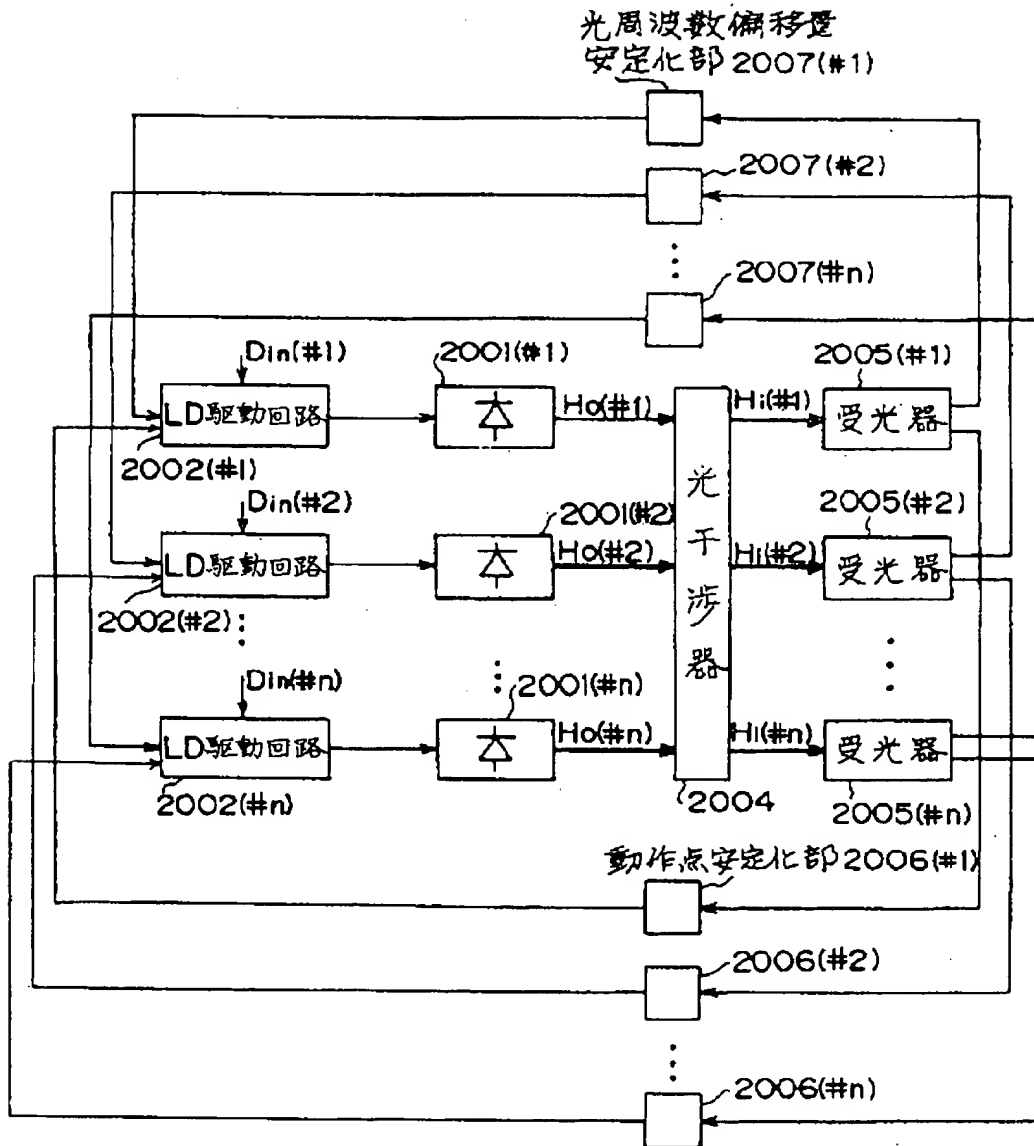 光周波数偏移量
安定化部 2007(#1)
2007(#2)
2007(#n)
Din(#1)
2001(#1)
2005(#1)
LD駆動回路
Ho(#1)
Hi(#1)
受光器
2002(#1)
Din(#2)
2001(#2)
2005(#2)
LD駆動回路
Ho(#2)
光干渉器
Hi(#2)
受光器
2002(#2)
Din(#n)
2001(#n)
LD駆動回路
Ho(#n)
Hi(#n)
受光器
2002(#n)
2004
2005(#n)
動作点安定化部 2006(#1)
2006(#2)
2006(#n)